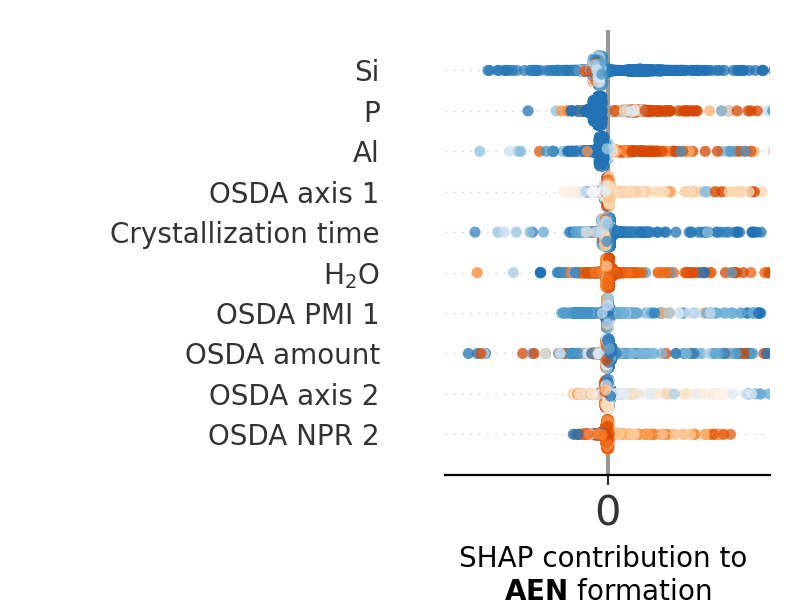 Si
P
Al
OSDA axis 1
Crystallization time
H₂O
OSDA PMI 1
OSDA amount
OSDA axis 2
OSDA NPR 2
0
SHAP contribution to
AEN formation